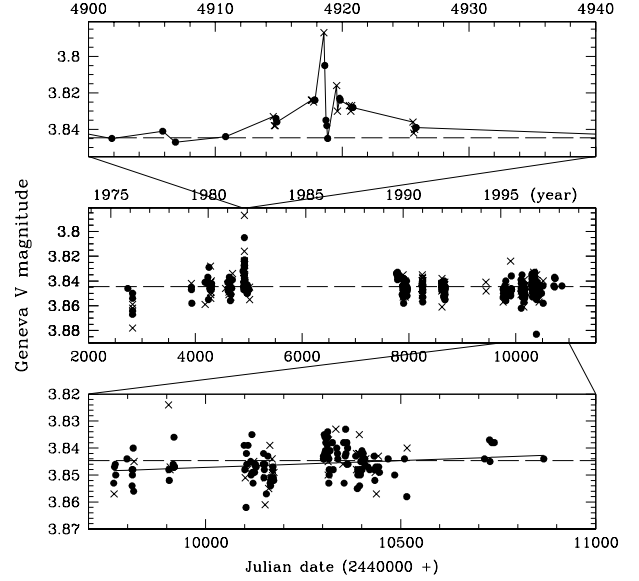 4900 4910 4920 4930 4940
3.8
3.82
3.84
1975 1980 1985 1990 1995 (year)
3.8
3.82
3.84
3.86
3.88
2000 4000 6000 8000 10000
Geneva V magnitude
3.82
3.83
3.84
3.85
3.86
3.87
10000 10500 11000
Julian date (2440000 +)